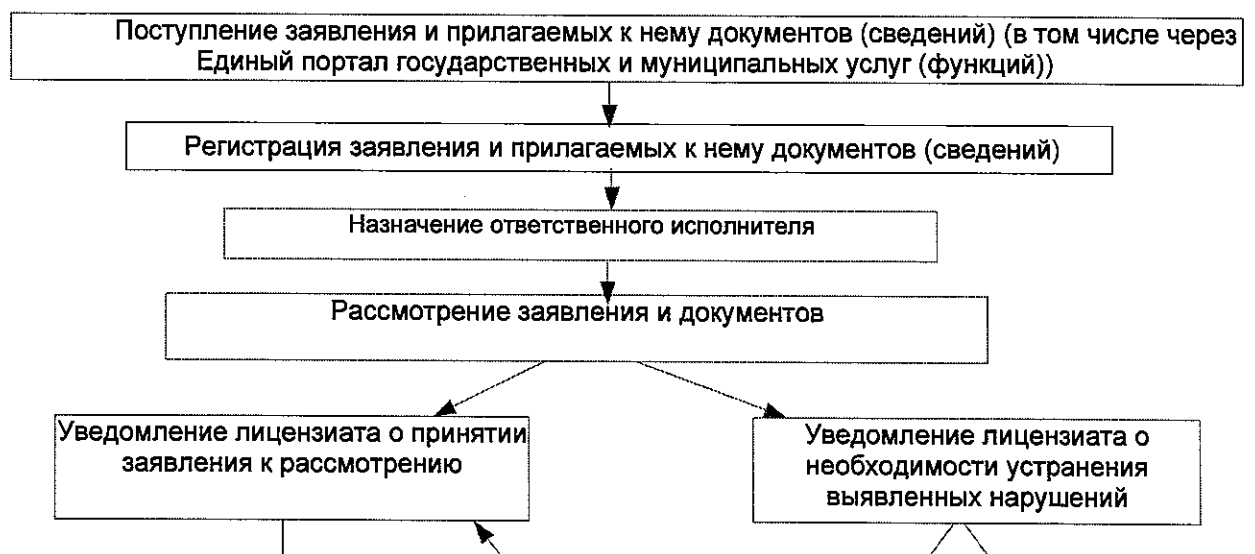 Поступление заявления и прилагаемых к нему документов (сведений) (в том числе через
Единый портал государственных и муниципальных услуг (функций))
Регистрация заявления и прилагаемых к нему документов (сведений)
Назначение ответственного исполнителя
Рассмотрение заявления и документов
Уведомление лицензиата о принятии
заявления к рассмотрению
Уведомление лицензиата о
необходимости устранения
выявленных нарушений